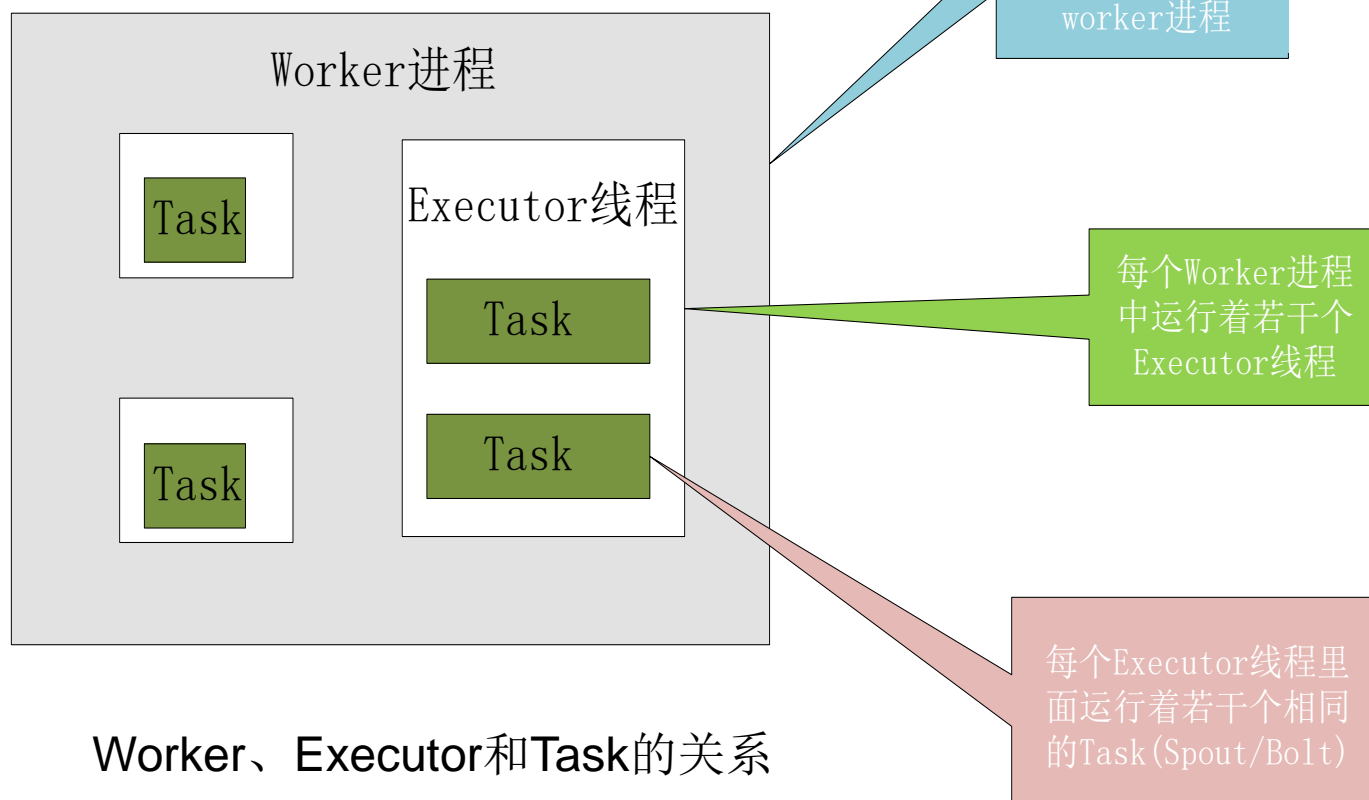 worker进程
Worker进程
Task
Executor线程
Task
Task
Task
每个Worker进程
中运行着若干个
Executor线程
每个Executor线程里
面运行着若干个相同
的Task(Spout/Bolt)
Worker、Executor和Task的关系